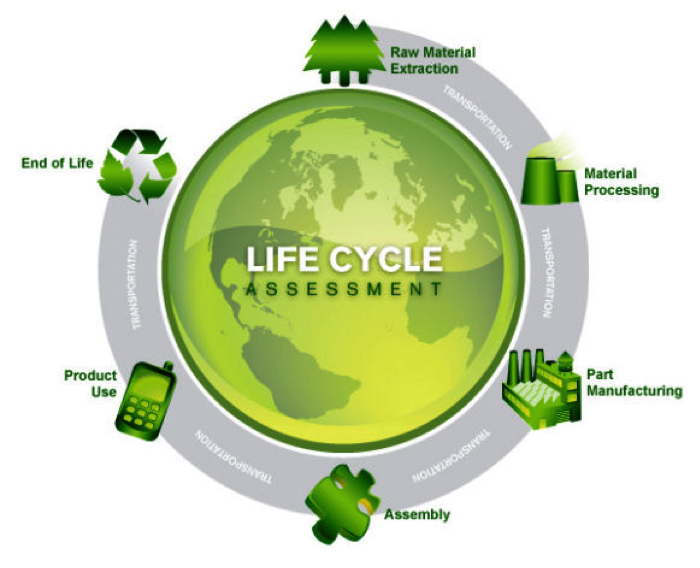 Raw Material
Extraction
TRANSPORTATION
Material
Processing
TRANSPORTATION
Part
Manufacturing
TRANSPORTATION
Assembly
TRANSPORTATION
Product
Use
TRANSPORTATION
End of Life
LIFE CYCLE
ASSESSMENT